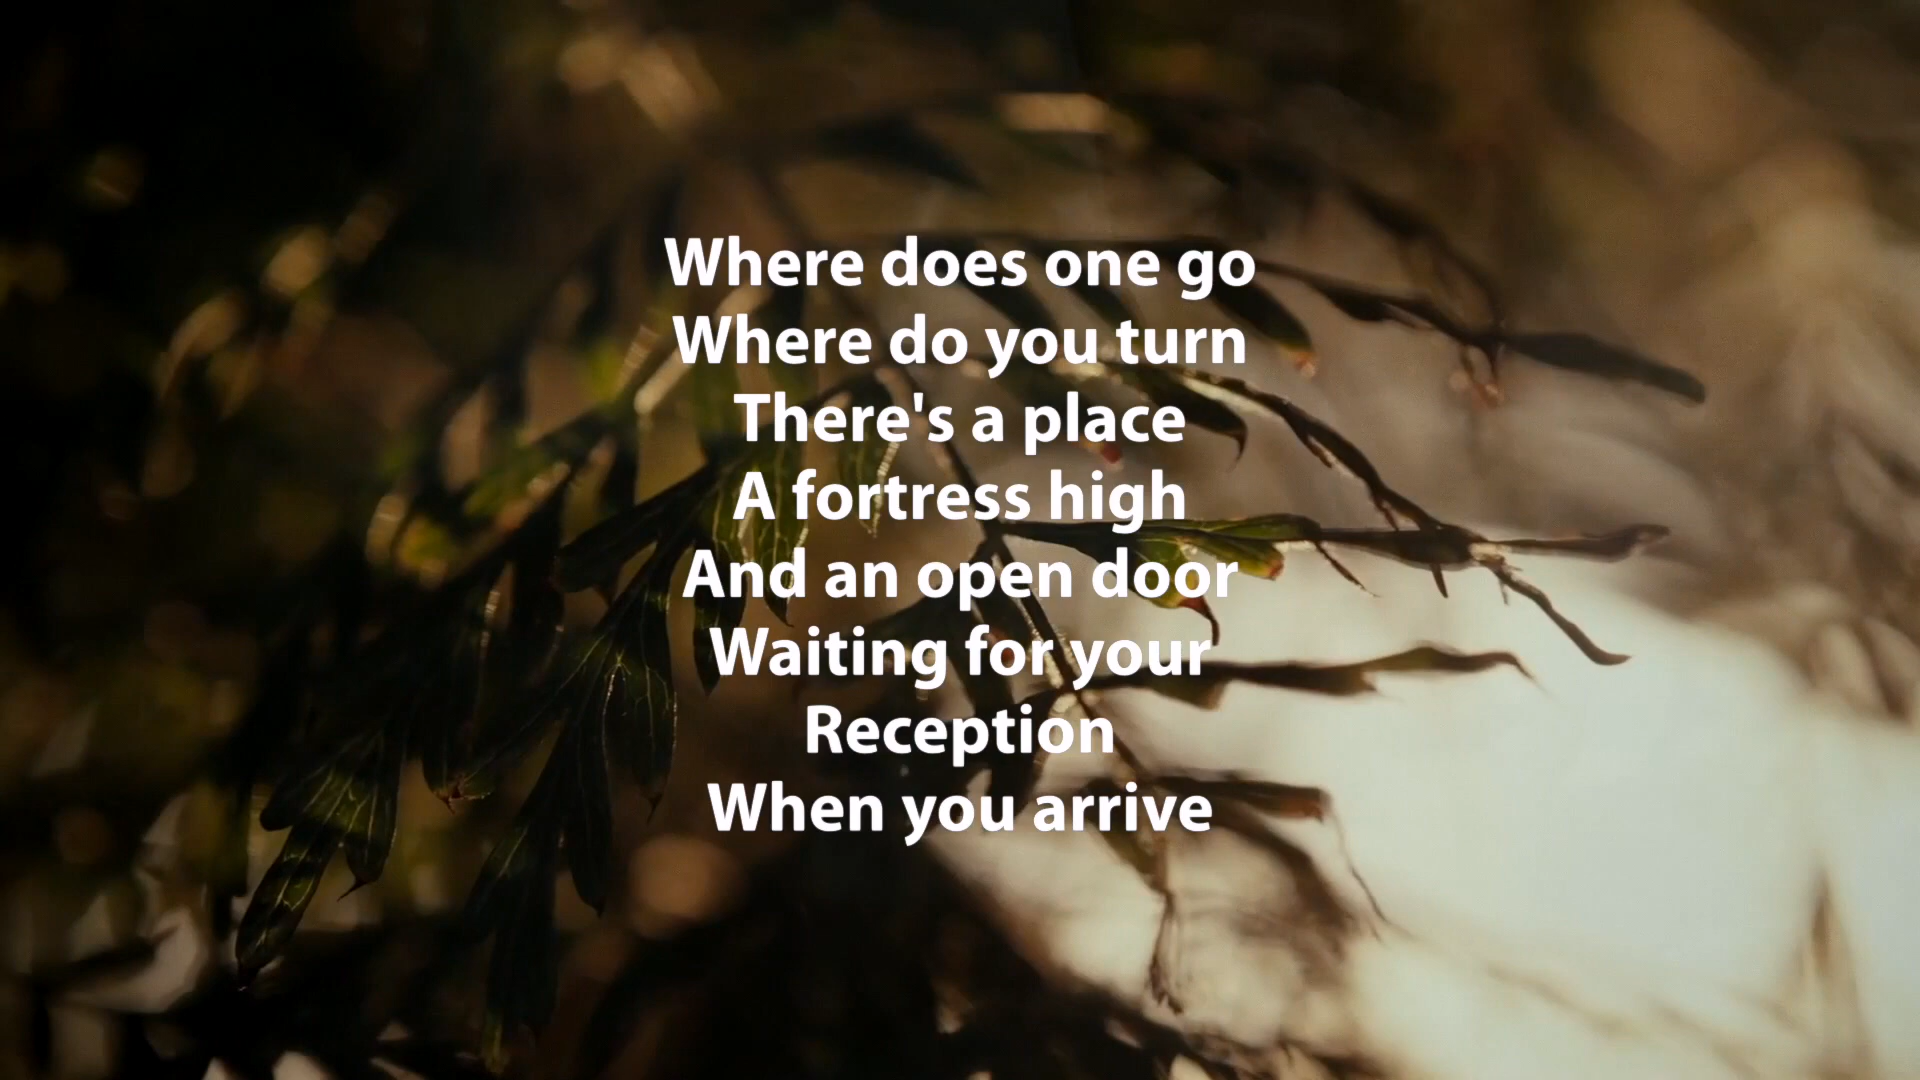 Where does one go
Where do you turn
There's a place
A fortress high
And an open door
Waiting for your
Reception
When you arrive